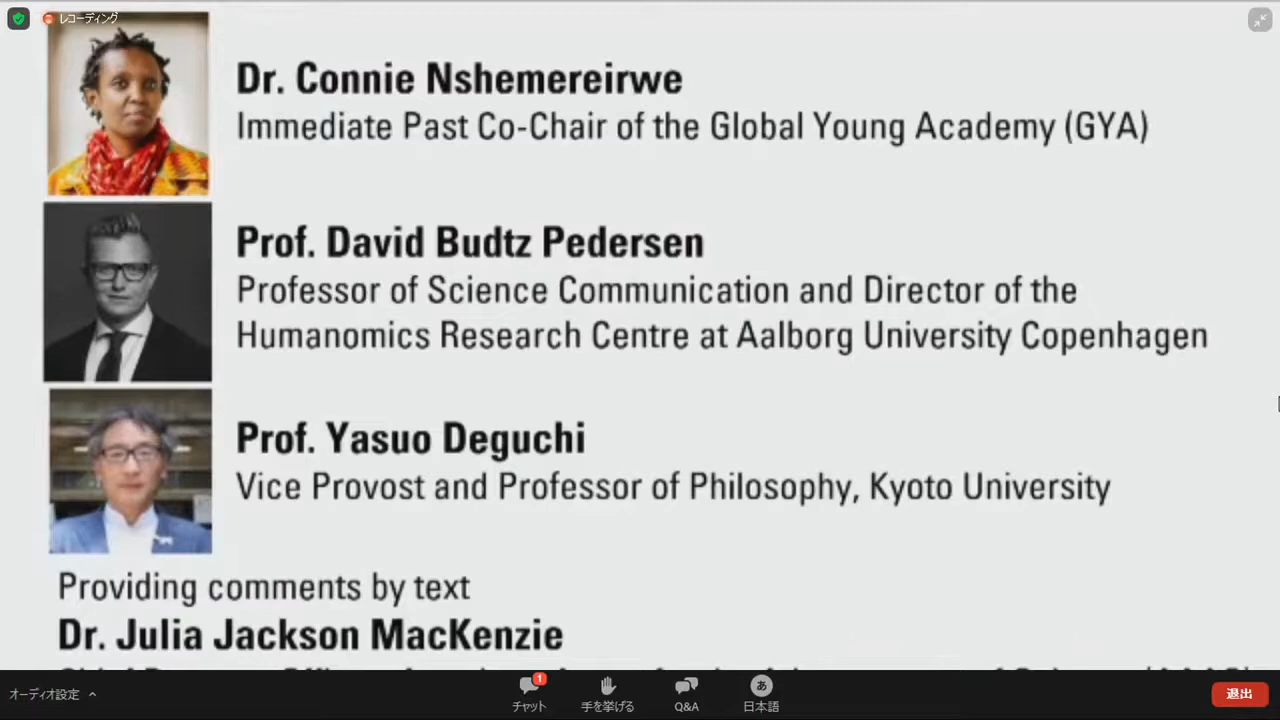 レコーディング
Dr. Connie Nshemereirwe
Immediate Past Co-Chair of the Global Young Academy (GYA)
Prof. David Budtz Pedersen
Professor of Science Communication and Director of the
Humanomics Research Centre at Aalborg University Copenhagen
Prof. Yasuo Deguchi
Vice Provost and Professor of Philosophy, Kyoto University
Providing comments by text
Dr. Julia Jackson MacKenzie
オーディオ設定
1
チャット
手を挙げる
Q&A
あ
日本語
退出